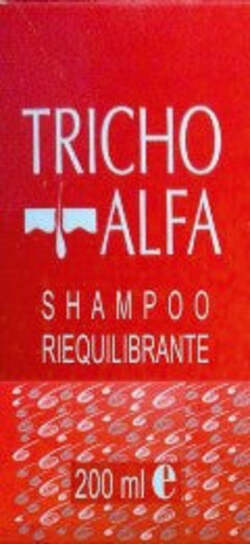 TRICHO
ALFA
SHAMPOO
RIEQUILIBRANTE
200 ml e